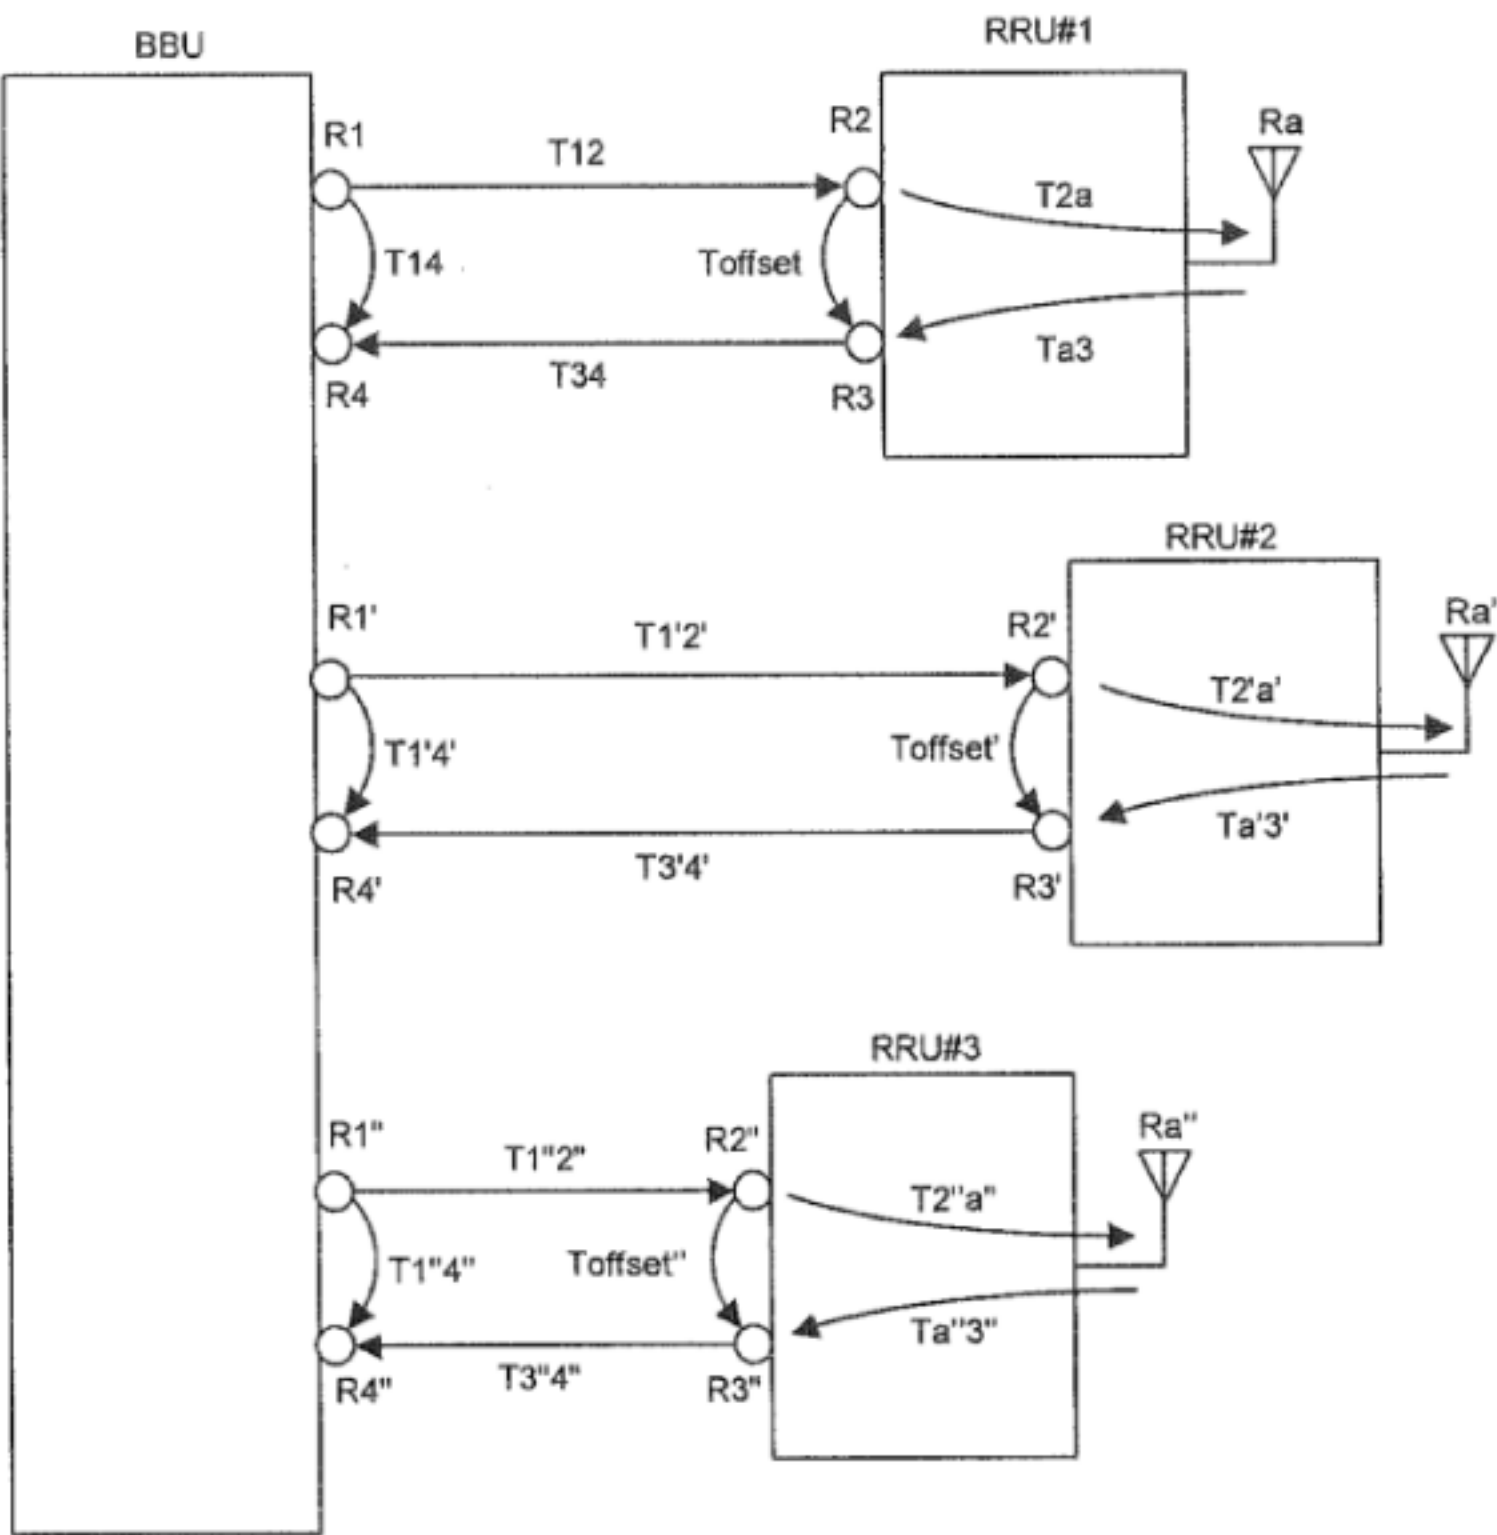 BBU
RRU#1
R1
T12
R2
Ra
T2a
T14
Toffset
T34
Ta3
R4
R3
RRU#2
R1'
T1'2'
R2'
Ra'
T2'a'
T1'4'
Toffset'
T3'4'
Ta'3'
R4'
R3'
RRU#3
R1"
T1"2"
R2"
Ra"
T2"a"
T1"4"
Toffset"
T3"4"
Ta"3"
R4"
R3"